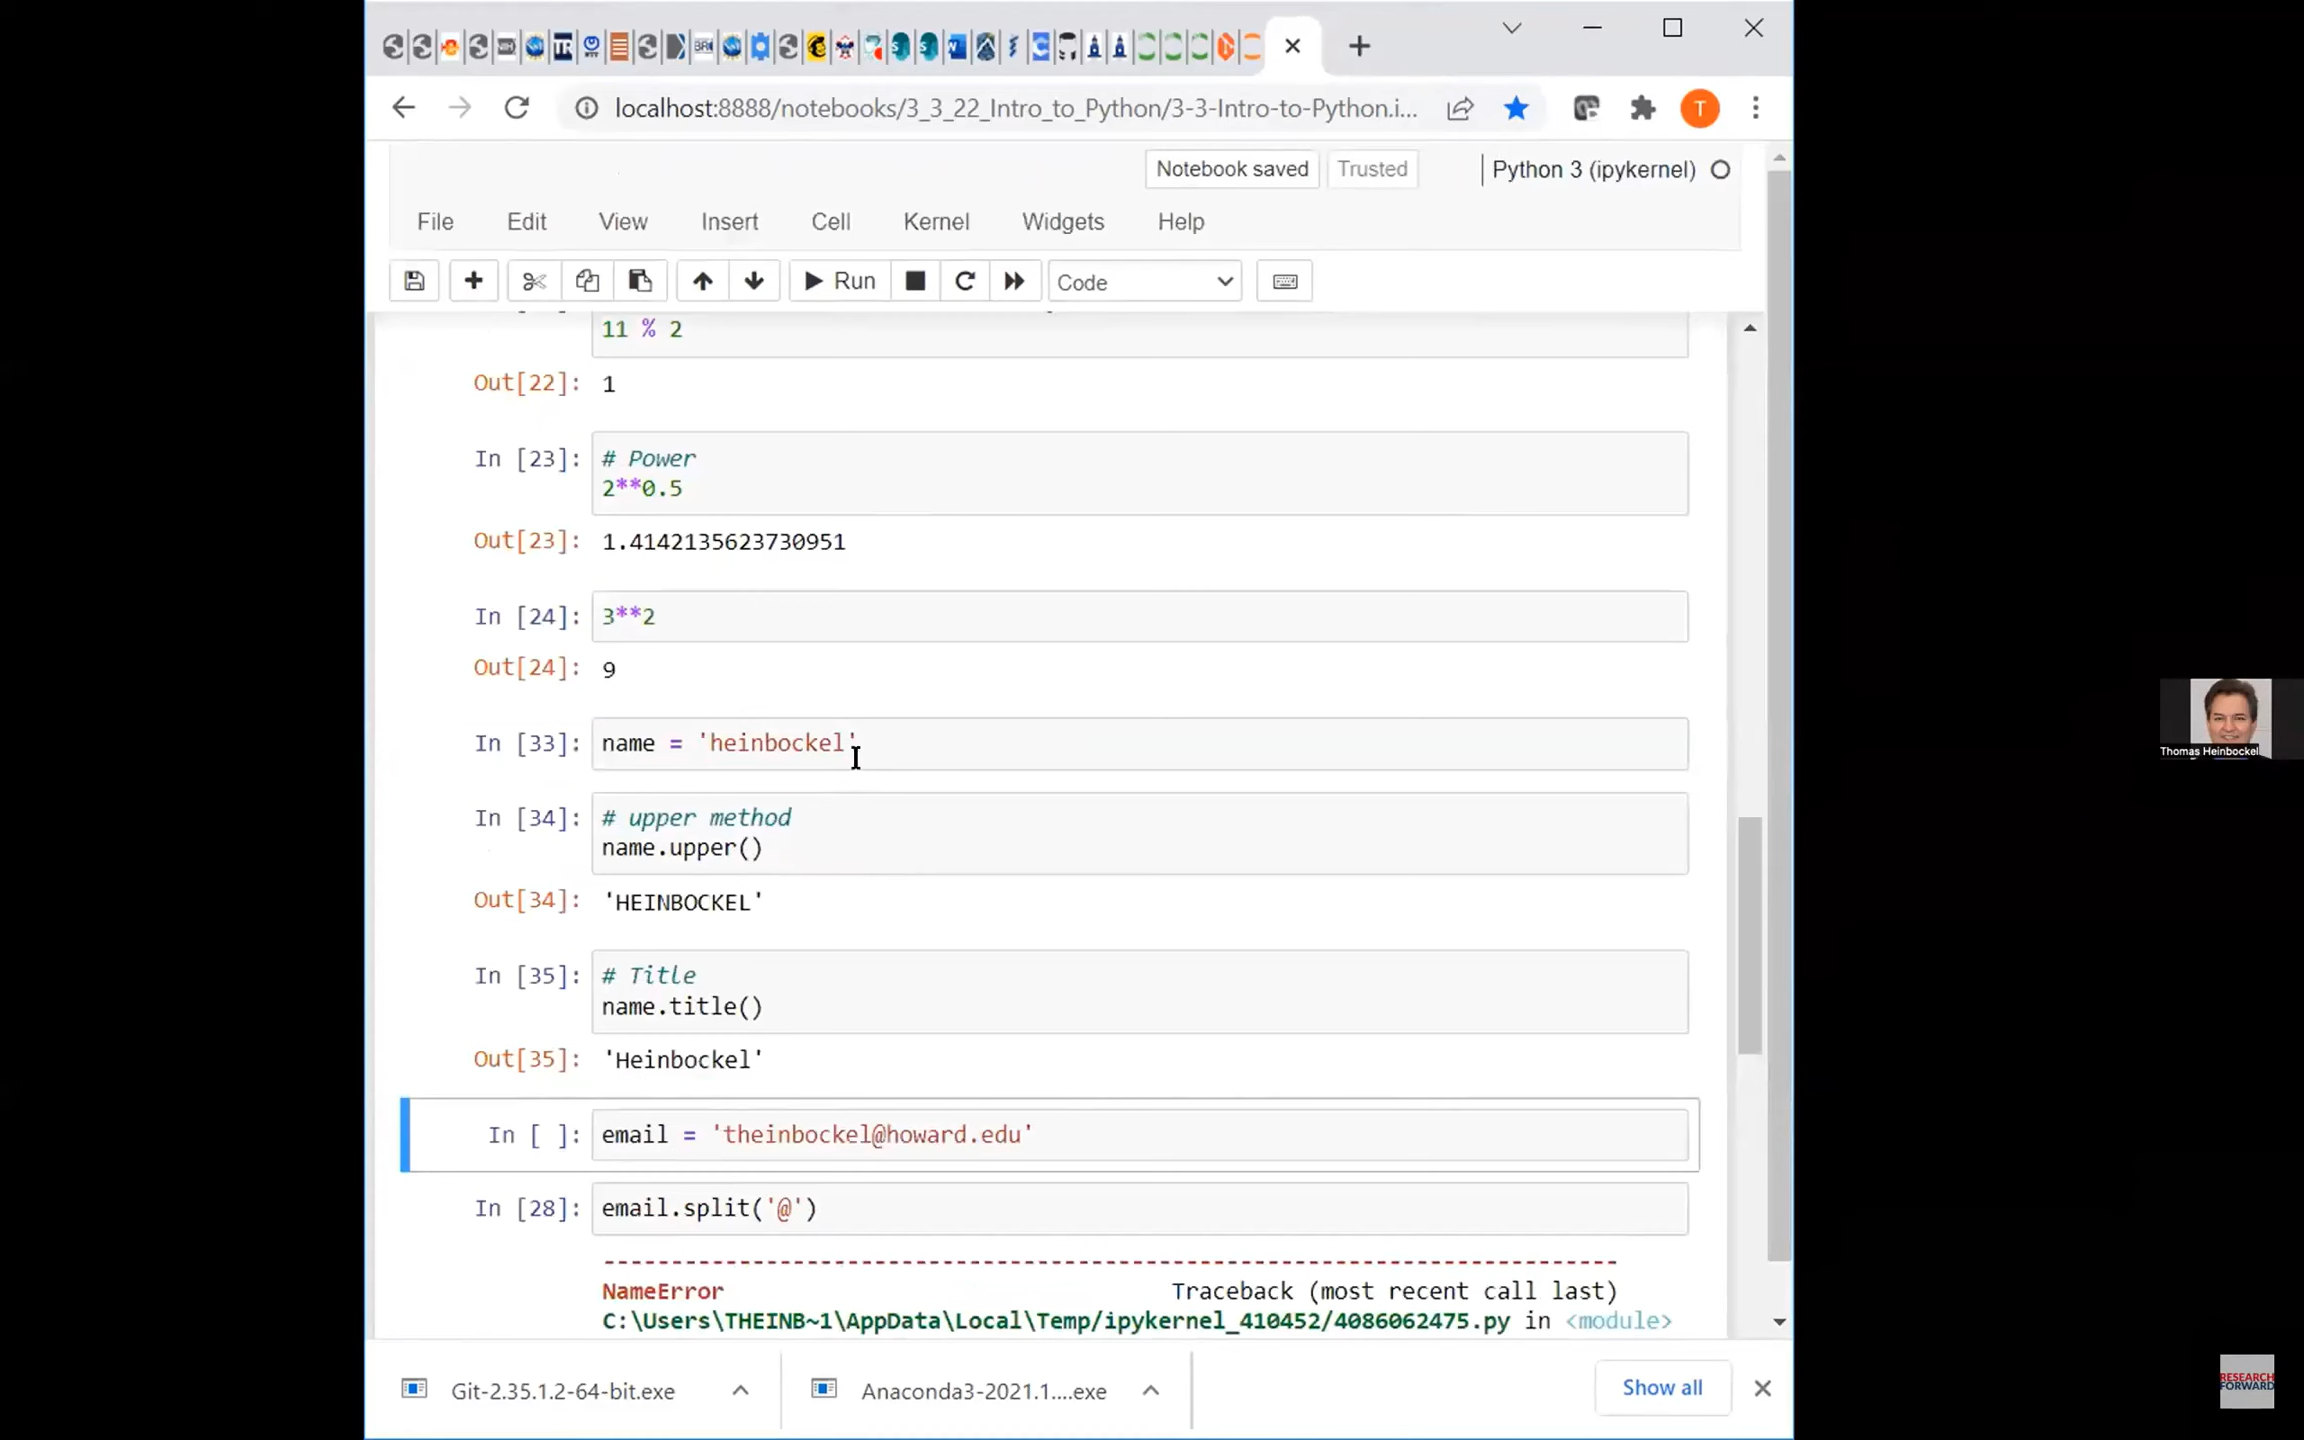 localhost:8888/notebooks/3_3_22_Intro_to_Python/3-3-Intro-to-Python.i...
T
Notebook saved
Trusted
Python 3 (ipykernel)
File Edit View Insert Cell Kernel Widgets Help
Run
Code
11 % 2
Out[22]: 1
In [23]: # Power
2**0.5
Out[23]: 1.4142135623730951
In [24]: 3**2
Out[24]: 9
In [33]: name = 'heinbockel'
In [34]: # upper method
name.upper()
Out[34]: 'HEINBOCKEL'
In [35]: # Title
name.title()
Out[35]: 'Heinbockel'
In [ ]: email = 'theinbockel@howard.edu'
In [28]: email.split('@')
---------------------------------------------------------------------------
NameError Traceback (most recent call last)
C:\Users\THEINB~1\AppData\Local\Temp/ipykernel_410452/4086062475.py in <module>
Git-2.35.1.2-64-bit.exe
Anaconda3-2021.1....exe
Show all
Thomas Heinbockel
RESEARCH
FORWARD